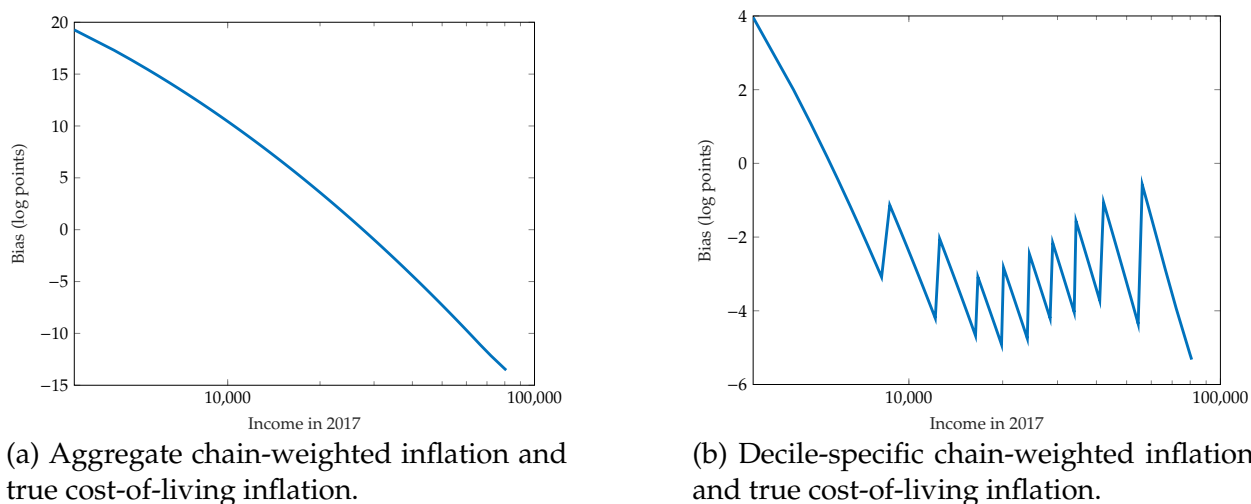 20
15
10
5
0
−5
−10
−15
10,000
100,000
Bias (log points)
Income in 2017
(a) Aggregate chain-weighted inflation and
true cost-of-living inflation.
4
2
0
−2
−4
−6
10,000
100,000
Bias (log points)
Income in 2017
(b) Decile-specific chain-weighted inflation
and true cost-of-living inflation.